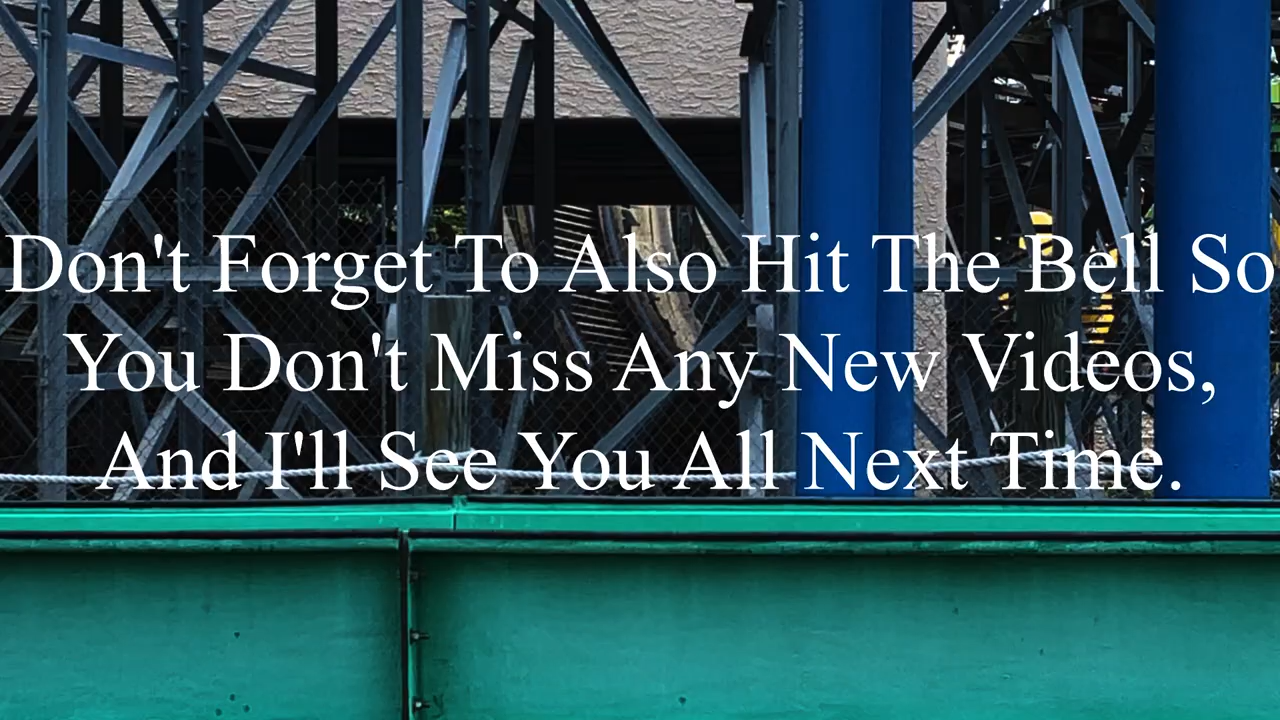 Don't Forget To Also Hit The Bell So
You Don't Miss Any New Videos,
And I'll See You All Next Time.